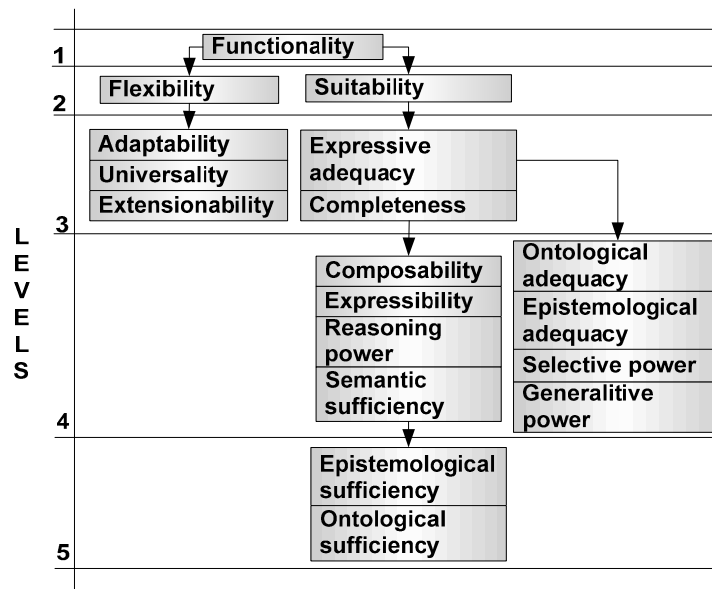 Functionality
1
Flexibility
Suitability
2
Adaptability
Universality
Extensionability
Expressive
adequacy
Completeness
3
L
E
V
E
L
S
Composability
Expressibility
Reasoning
power
Semantic
sufficiency
Ontological
adequacy
Epistemological
adequacy
Selective power
Generalitive
power
4
Epistemological
sufficiency
Ontological
sufficiency
5